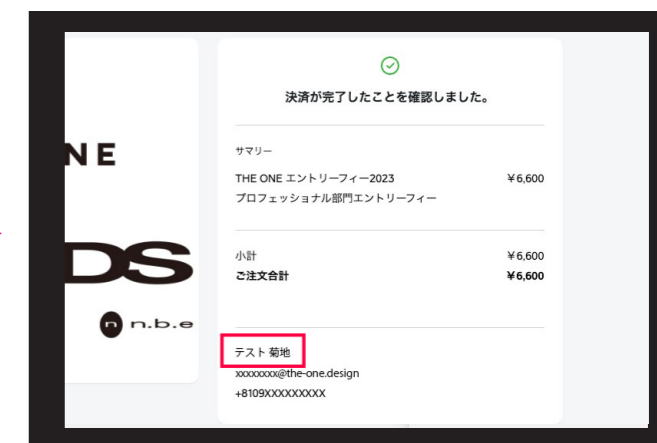 NE
DS
n n.b.e
決済が完了したことを確認しました。
サマリー
THE ONE エントリーフィー2023 ¥6,600
プロフェッショナル部門エントリーフィー
小計 ¥6,600
ご注文合計 ¥6,600
テスト 菊地
xxxxxxxx@the-one.design
+8109XXXXXXXXX